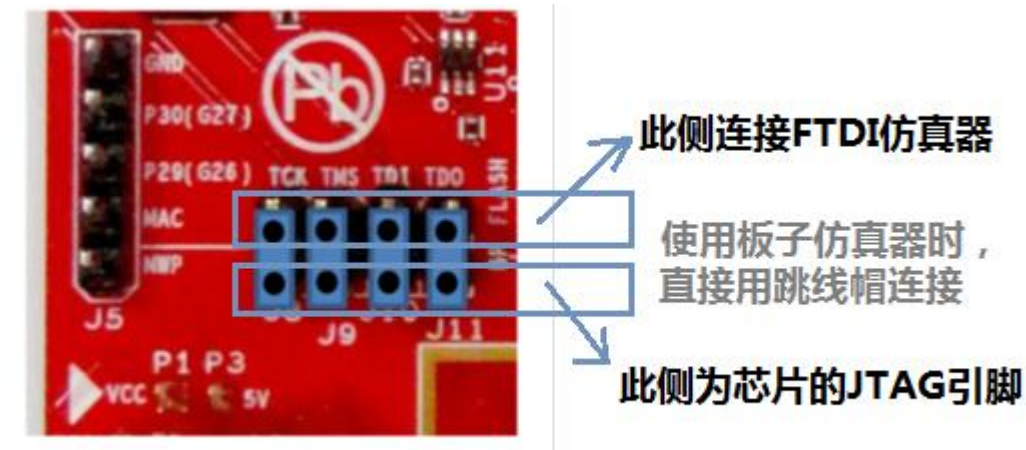 GND
P30(G27)
P29(G26)
MAC
NWP
J5
Pb
U11
TCK TMS TDI TDO
FLASH
J9
J11
P1 P3
VCC
5V
此侧连接FTDI仿真器
使用板子仿真器时，
直接用跳线帽连接
此侧为芯片的JTAG引脚